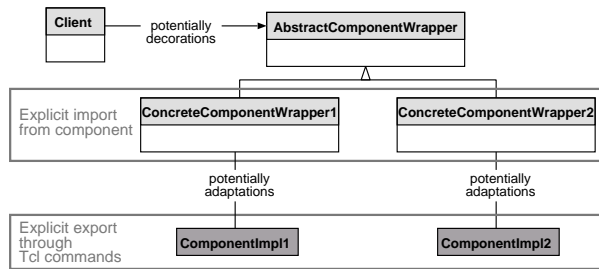 Client
potentially
decorations
AbstractComponentWrapper
Explicit import
from component
ConcreteComponentWrapper1
ConcreteComponentWrapper2
potentially
adaptations
potentially
adaptations
Explicit export
through
Tcl commands
ComponentImpl1
ComponentImpl2